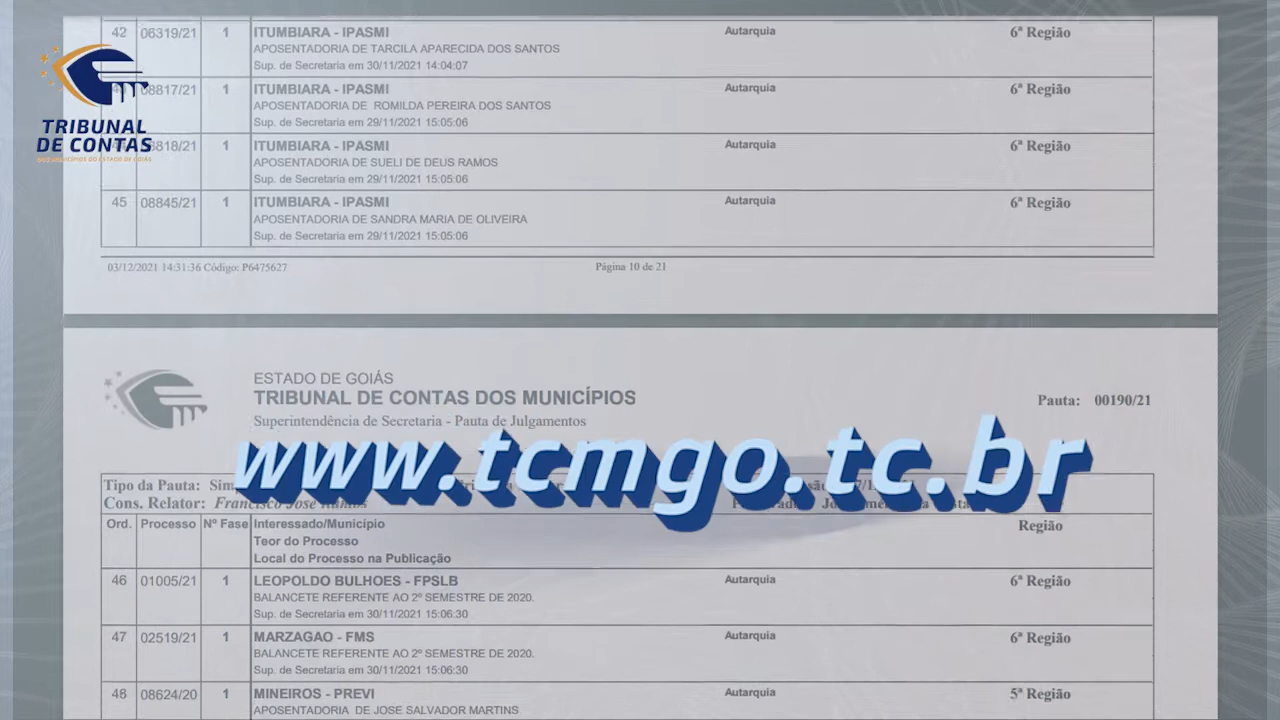 42 06319/21 1 ITUMBIARA - IPASMI Autarquia 6ª Região
APOSENTADORIA DE TARCILA APARECIDA DOS SANTOS
Sup. de Secretaria em 30/11/2021 14:04:07
08817/21 1 ITUMBIARA - IPASMI Autarquia 6ª Região
APOSENTADORIA DE ROMILDA PEREIRA DOS SANTOS
Sup. de Secretaria em 29/11/2021 15:05:06
TRIBUNAL
DE CONTAS
DOS MUNICÍPIOS DO ESTADO DE GOIÁS
8818/21 1 ITUMBIARA - IPASMI Autarquia 6ª Região
APOSENTADORIA DE SUELI DE DEUS RAMOS
Sup. de Secretaria em 29/11/2021 15:05:06
45 08845/21 1 ITUMBIARA - IPASMI Autarquia 6ª Região
APOSENTADORIA DE SANDRA MARIA DE OLIVEIRA
Sup. de Secretaria em 29/11/2021 15:05:06
03/12/2021 14:31:36 Código: P6475627 Página 10 de 21
ESTADO DE GOIÁS
TRIBUNAL DE CONTAS DOS MUNICÍPIOS
Pauta: 00190/21
Superintendência de Secretaria - Pauta de Julgamentos
www.tcmgo.tc.br
Tipo da Pauta:
Cons. Relator: Francisco José Ramos
Ord. Processo Nº Fase Interessado/Município Região
Teor do Processo
Local do Processo na Publicação
46 01005/21 1 LEOPOLDO BULHOES - FPSLB Autarquia 6ª Região
BALANCETE REFERENTE AO 2º SEMESTRE DE 2020.
Sup. de Secretaria em 30/11/2021 15:06:30
47 02519/21 1 MARZAGAO - FMS Autarquia 6ª Região
BALANCETE REFERENTE AO 2º SEMESTRE DE 2020.
Sup. de Secretaria em 30/11/2021 15:06:30
48 08624/20 1 MINEIROS - PREVI Autarquia 5ª Região
APOSENTADORIA DE JOSE SALVADOR MARTINS